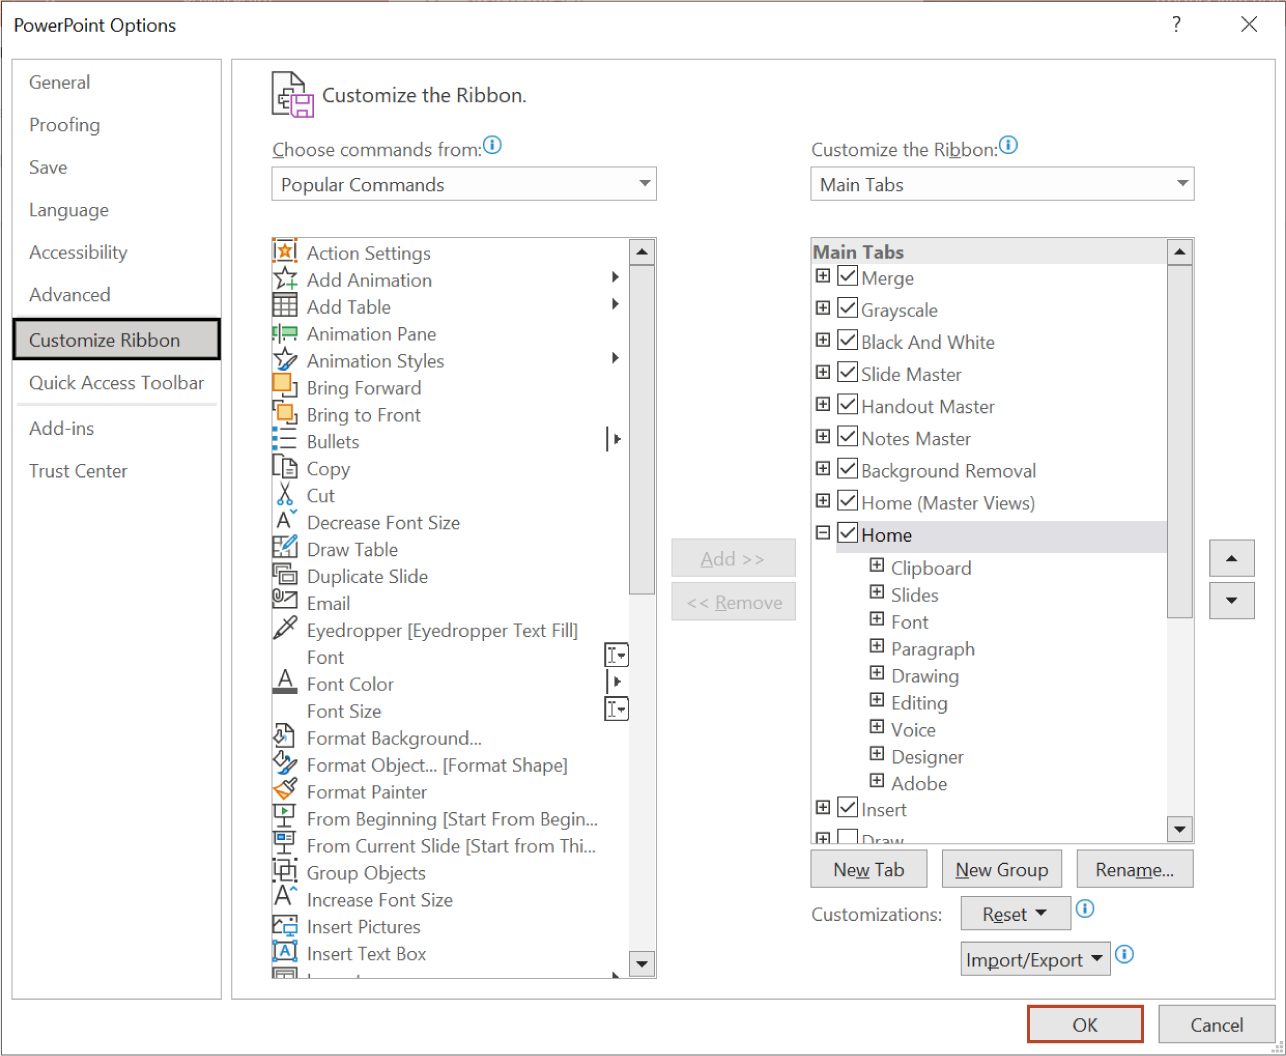 PowerPoint Options
?
General
Proofing
Save
Language
Accessibility
Advanced
Customize Ribbon
Quick Access Toolbar
Add-ins
Trust Center
Customize the Ribbon.
Choose commands from:
Popular Commands
Action Settings
Add Animation
Add Table
Animation Pane
Animation Styles
Bring Forward
Bring to Front
Bullets
Copy
Cut
Decrease Font Size
Draw Table
Duplicate Slide
Email
Eyedropper [Eyedropper Text Fill]
Font
Font Color
Font Size
Format Background...
Format Object... [Format Shape]
Format Painter
From Beginning [Start From Begin...
From Current Slide [Start from Thi...
Group Objects
Increase Font Size
Insert Pictures
Insert Text Box
Add >>
<< Remove
Customize the Ribbon:
Main Tabs
Main Tabs
Merge
Grayscale
Black And White
Slide Master
Handout Master
Notes Master
Background Removal
Home (Master Views)
Home
Clipboard
Slides
Font
Paragraph
Drawing
Editing
Voice
Designer
Adobe
Insert
Draw
New Tab
New Group
Rename...
Customizations:
Reset
Import/Export
OK
Cancel